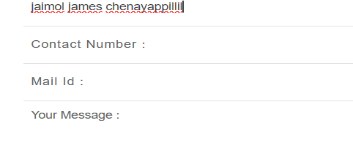 jaimol james chenayappillil
Contact Number :
Mail Id :
Your Message :